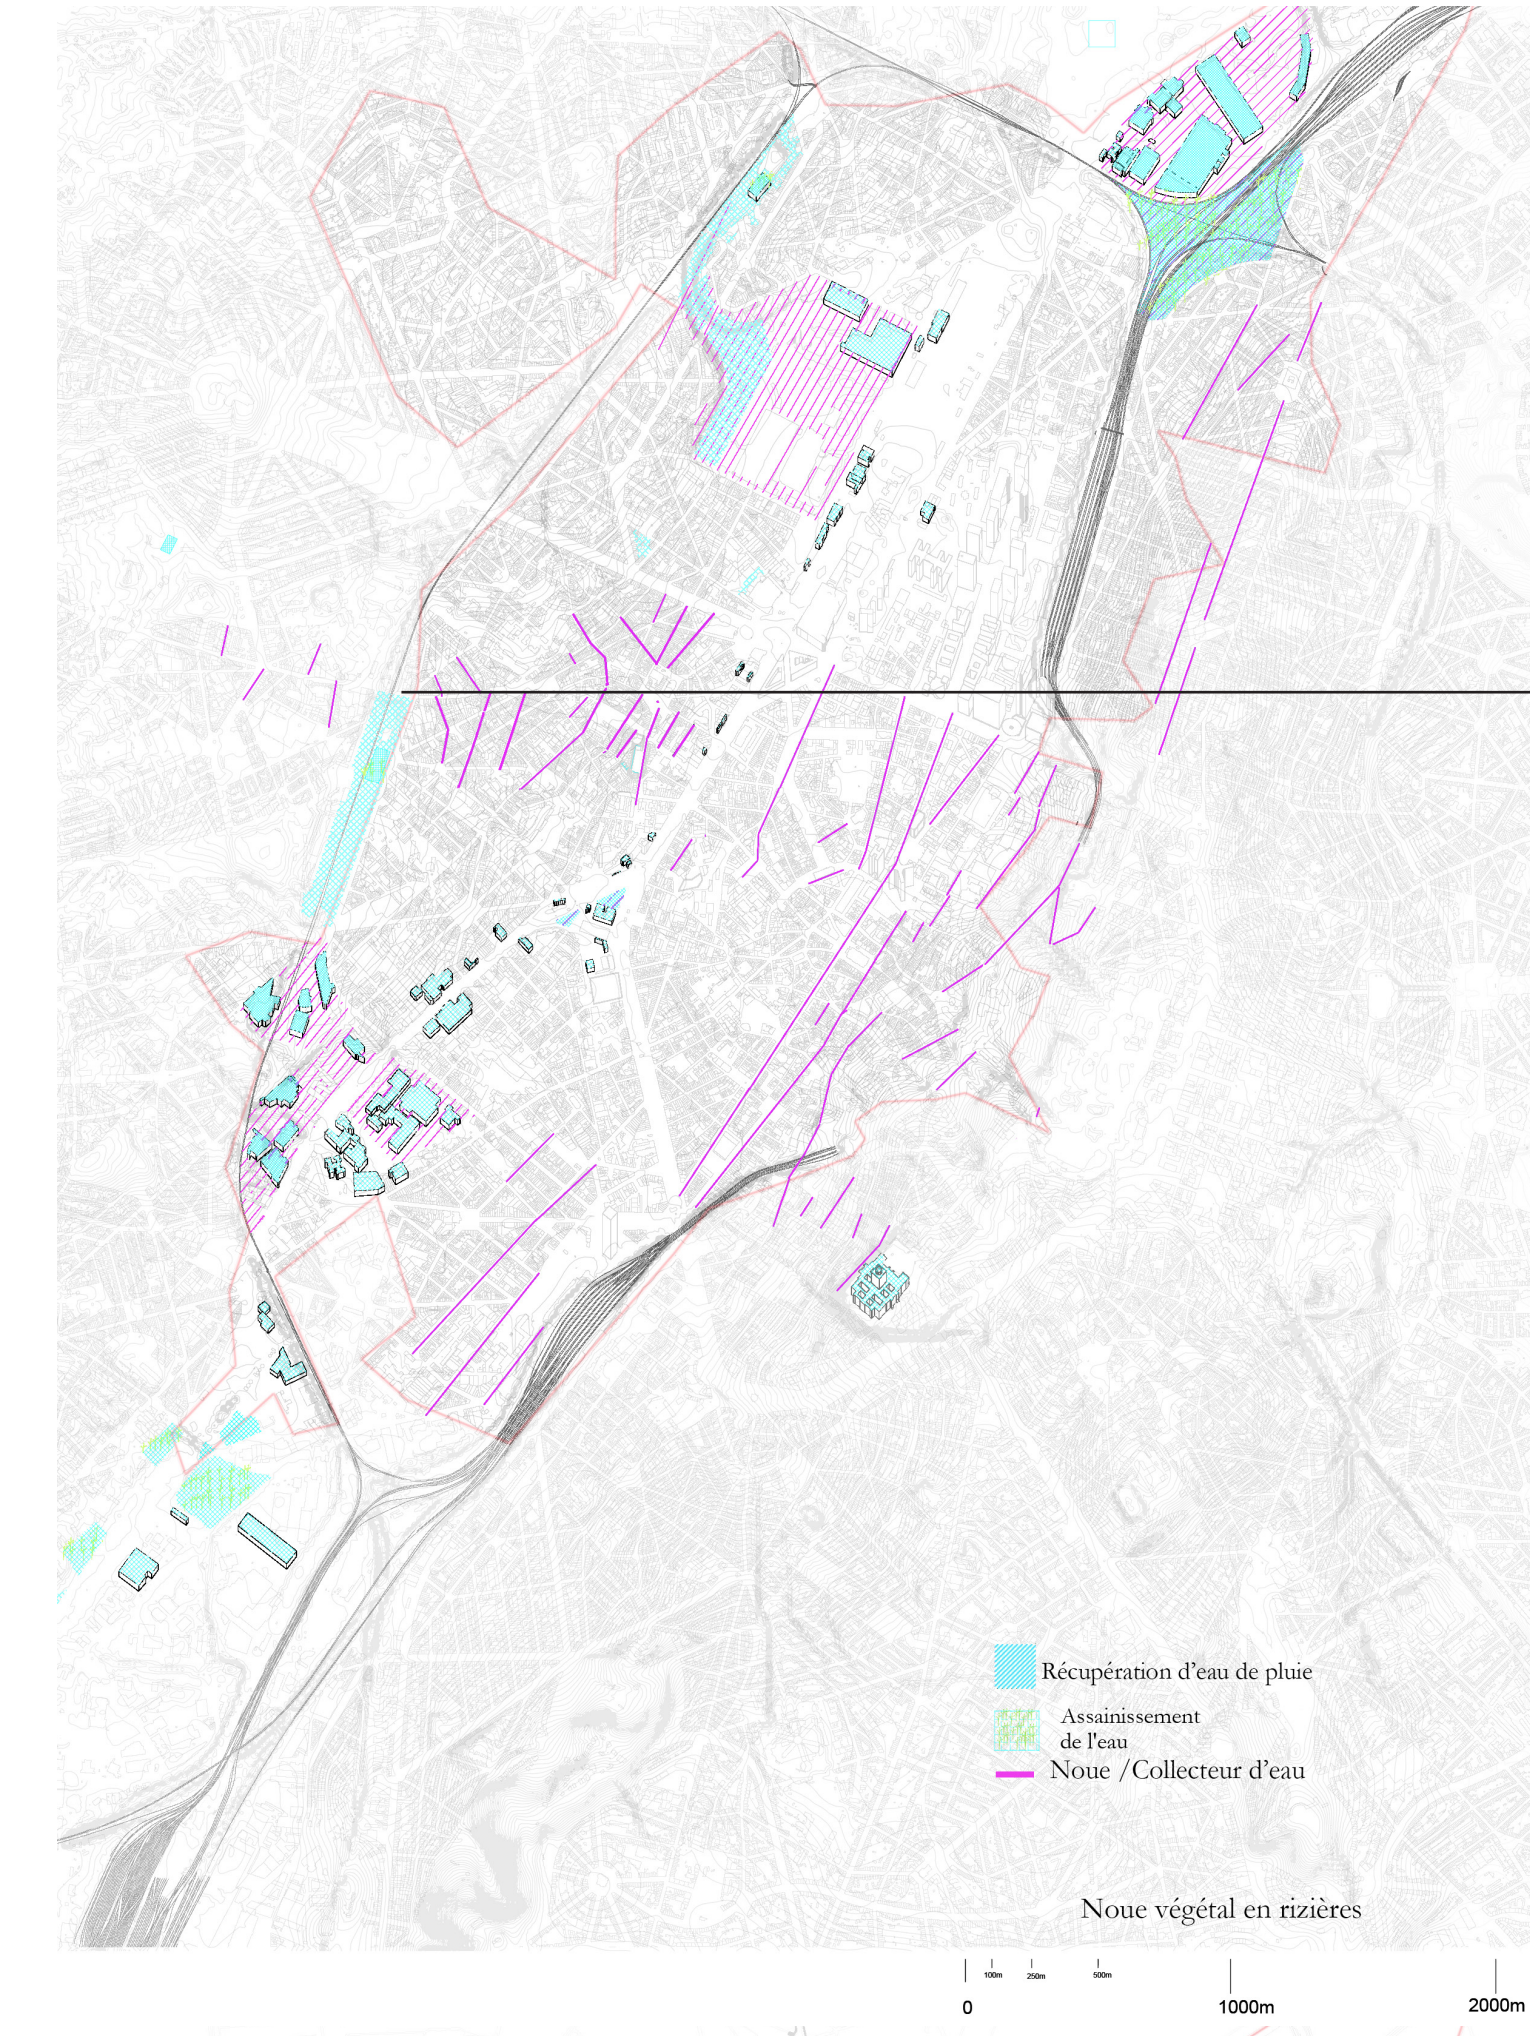 Récupération d'eau de pluie
Assainissement
de l'eau
Noue /Collecteur d'eau
Noue végétal en rizières
100m
250m
500m
0
1000m
2000m